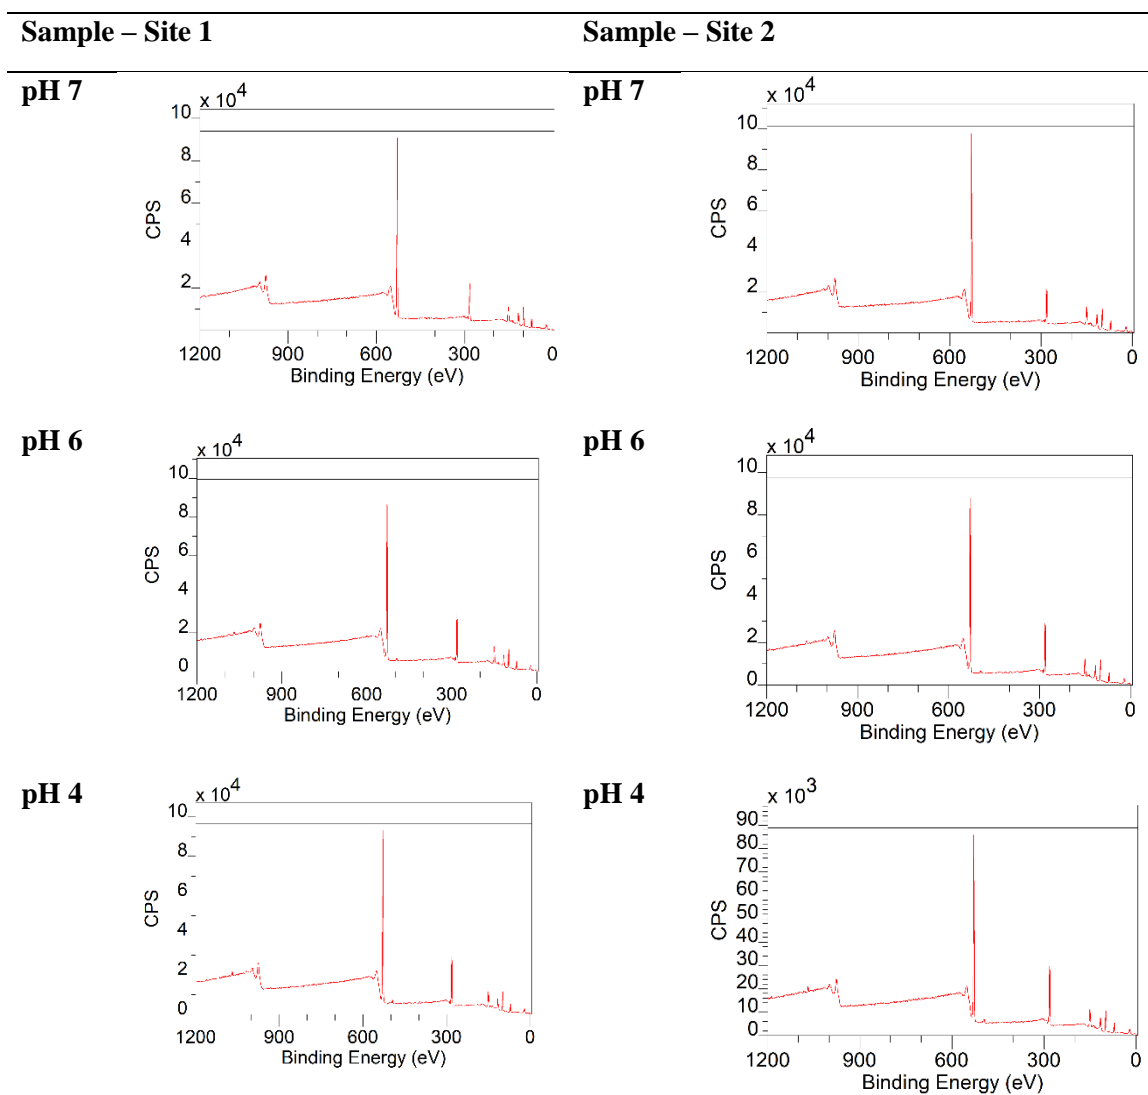 Sample – Site 1
Sample – Site 2
pH 7
x 10^4
10
8
6
4
2
CPS
1200 900 600 300 0
Binding Energy (eV)
pH 7
x 10^4
10
8
6
4
2
CPS
1200 900 600 300 0
Binding Energy (eV)
pH 6
x 10^4
10
8
6
4
2
0
CPS
1200 900 600 300 0
Binding Energy (eV)
pH 6
x 10^4
10
8
6
4
2
0
CPS
1200 900 600 300 0
Binding Energy (eV)
pH 4
x 10^4
10
8
6
4
2
0
CPS
1200 900 600 300 0
Binding Energy (eV)
pH 4
x 10^3
90
80
70
60
50
40
30
20
10
0
CPS
1200 900 600 300 0
Binding Energy (eV)